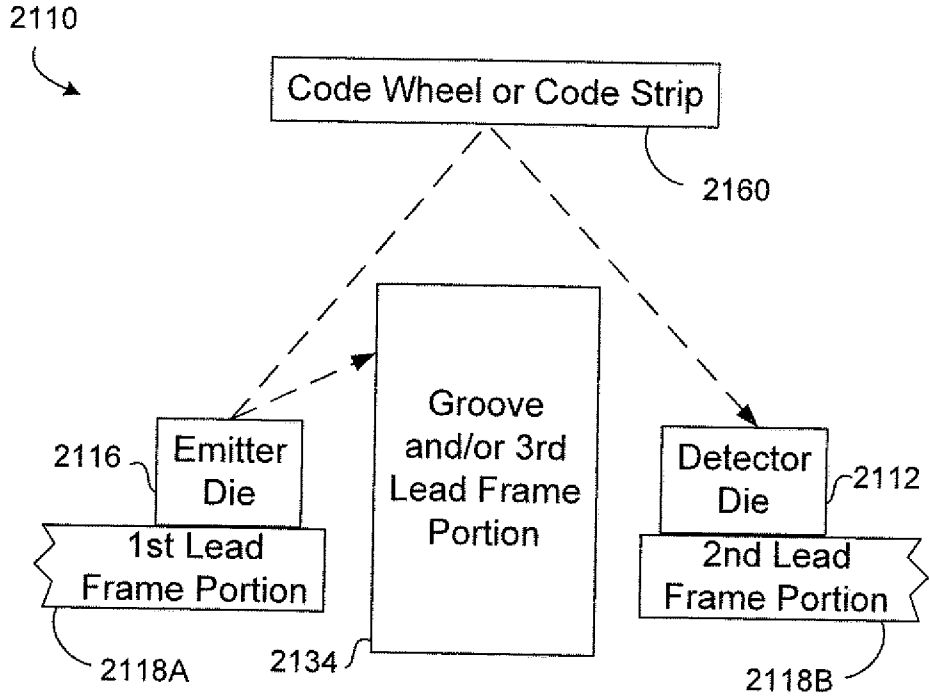 2110
Code Wheel or Code Strip
2160
Groove
and/or 3rd
Lead Frame
Portion
Emitter
Die
2116
Detector
Die
2112
1st Lead
Frame Portion
2nd Lead
Frame Portion
2118A
2134
2118B